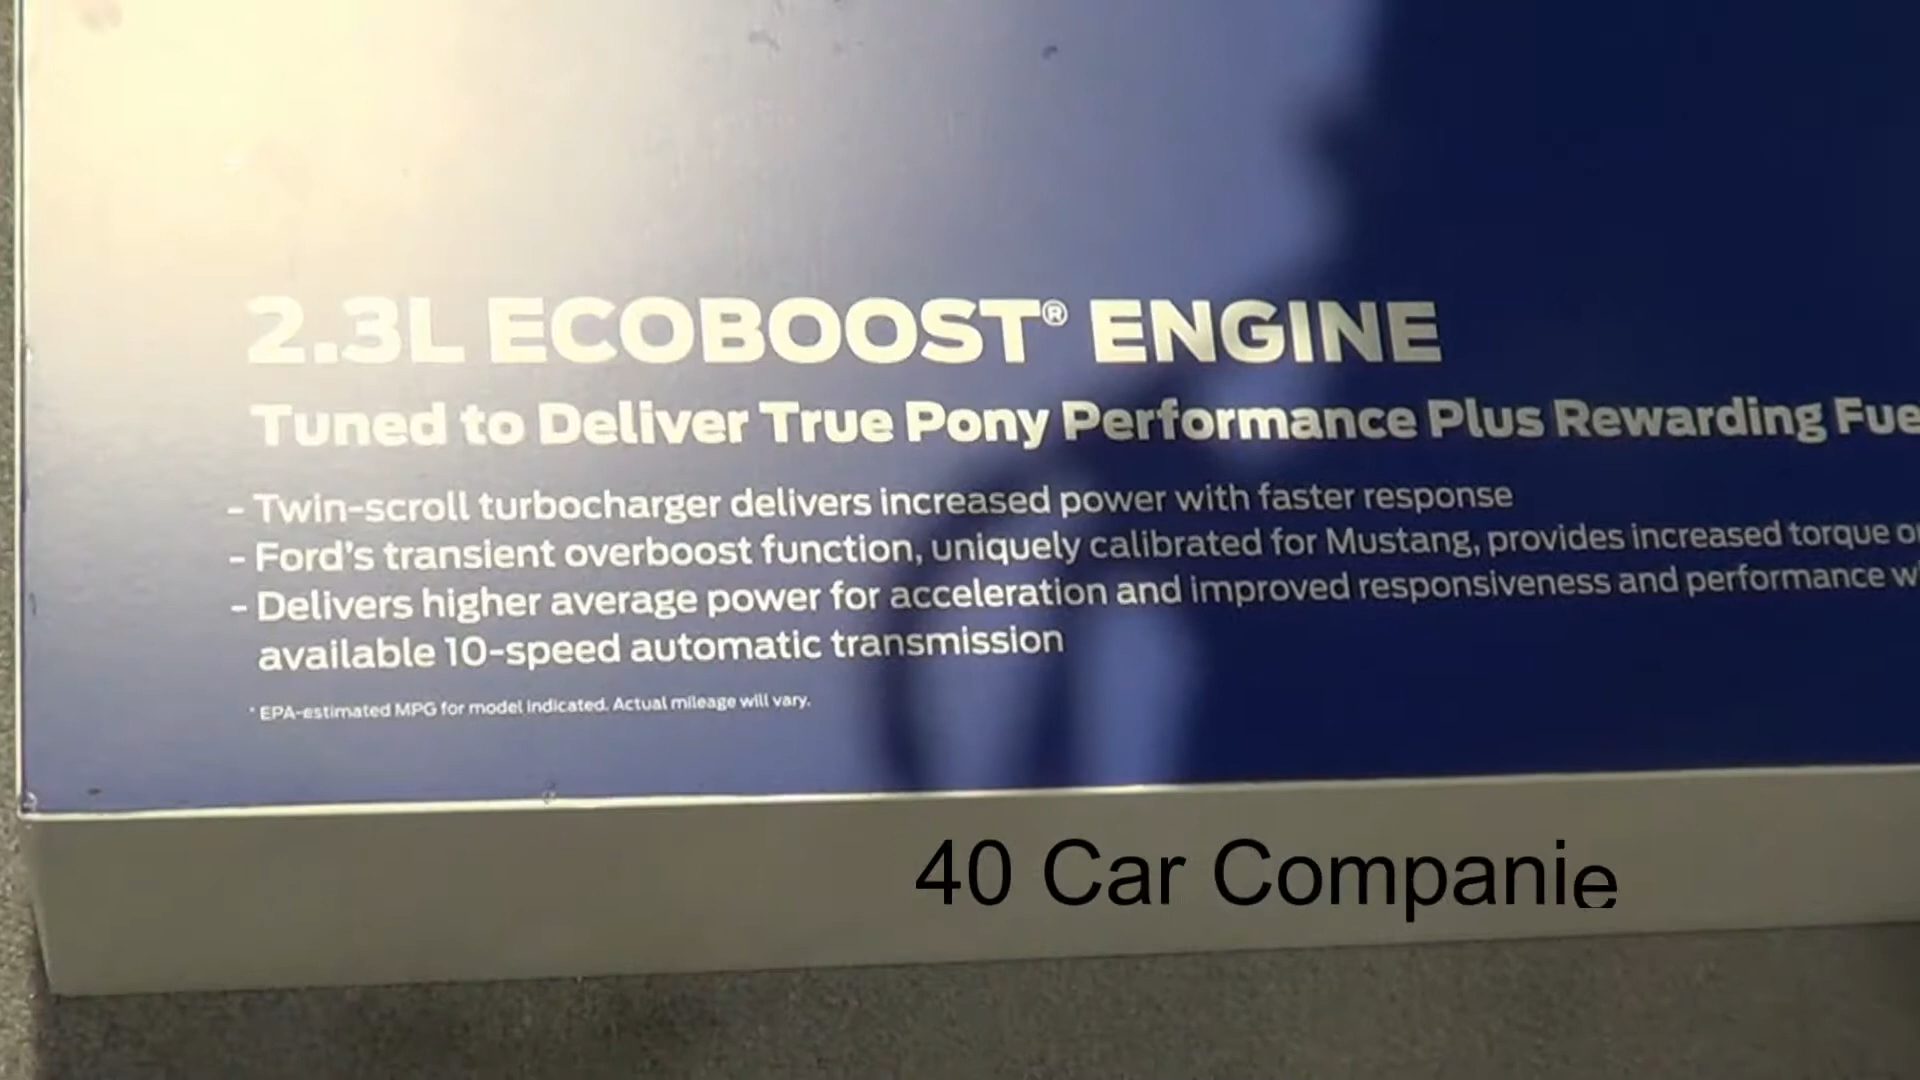 2.3L ECOBOOST® ENGINE
Tuned to Deliver True Pony Performance Plus Rewarding Fue
- Twin-scroll turbocharger delivers increased power with faster response
- Ford's transient overboost function, uniquely calibrated for Mustang, provides increased torque
- Delivers higher average power for acceleration and improved responsiveness and performance
available 10-speed automatic transmission
* EPA-estimated MPG for model indicated. Actual mileage will vary.
40 Car Companie